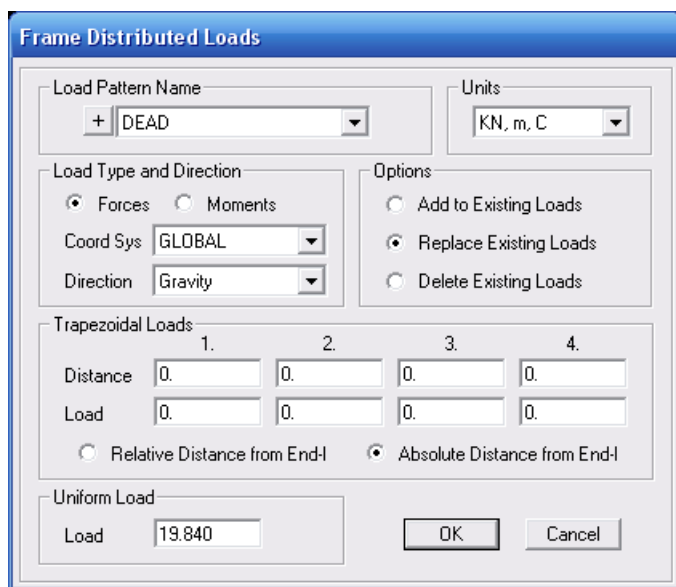 Frame Distributed Loads
Load Pattern Name
+ DEAD
Units
KN, m, C
Load Type and Direction
Forces Moments
Coord Sys GLOBAL
Direction Gravity
Options
Add to Existing Loads
Replace Existing Loads
Delete Existing Loads
Trapezoidal Loads
1. 2. 3. 4.
Distance 0. 0. 0. 0.
Load 0. 0. 0. 0.
Relative Distance from End-I Absolute Distance from End-I
Uniform Load
Load 19.840
OK Cancel